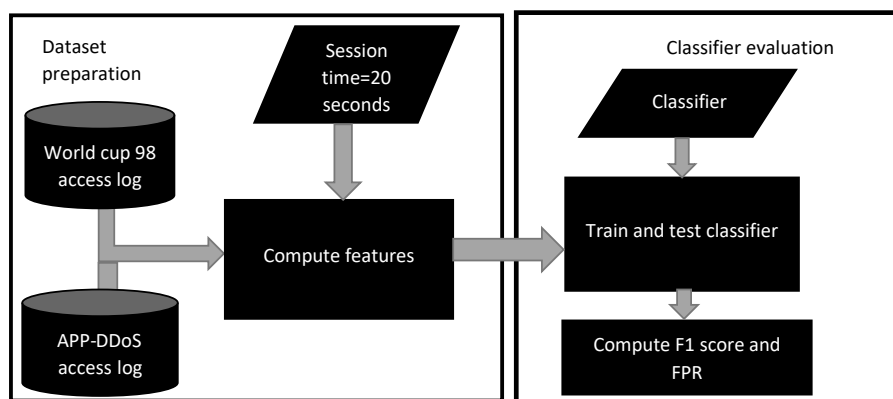 Dataset
preparation
Session
time=20
seconds
World cup 98
access log
Compute features
APP-DDoS
access log
Classifier evaluation
Classifier
Train and test classifier
Compute F1 score and
FPR